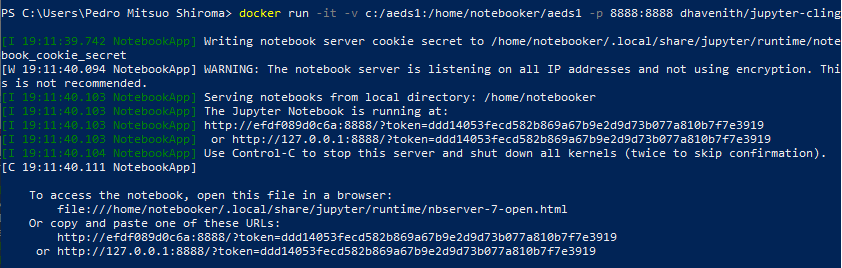 PS C:\Users\Pedro Mitsuo Shiroma> docker run -it -v c:/aeds1:/home/notebooker/aeds1 -p 8888:8888 dhavenith/jupyter-cling
[I 19:11:39.742 NotebookApp] Writing notebook server cookie secret to /home/notebooker/.local/share/jupyter/runtime/note
book_cookie_secret
[W 19:11:40.094 NotebookApp] WARNING: The notebook server is listening on all IP addresses and not using encryption. Thi
s is not recommended.
[I 19:11:40.103 NotebookApp] Serving notebooks from local directory: /home/notebooker
[I 19:11:40.103 NotebookApp] The Jupyter Notebook is running at:
[I 19:11:40.103 NotebookApp] http://efdf089d0c6a:8888/?token=ddd14053fecd582b869a67b9e2d9d73b077a810b7f7e3919
[I 19:11:40.103 NotebookApp]  or http://127.0.0.1:8888/?token=ddd14053fecd582b869a67b9e2d9d73b077a810b7f7e3919
[I 19:11:40.104 NotebookApp] Use Control-C to stop this server and shut down all kernels (twice to skip confirmation).
[C 19:11:40.111 NotebookApp]
To access the notebook, open this file in a browser:
file:///home/notebooker/.local/share/jupyter/runtime/nbserver-7-open.html
Or copy and paste one of these URLs:
http://efdf089d0c6a:8888/?token=ddd14053fecd582b869a67b9e2d9d73b077a810b7f7e3919
or http://127.0.0.1:8888/?token=ddd14053fecd582b869a67b9e2d9d73b077a810b7f7e3919